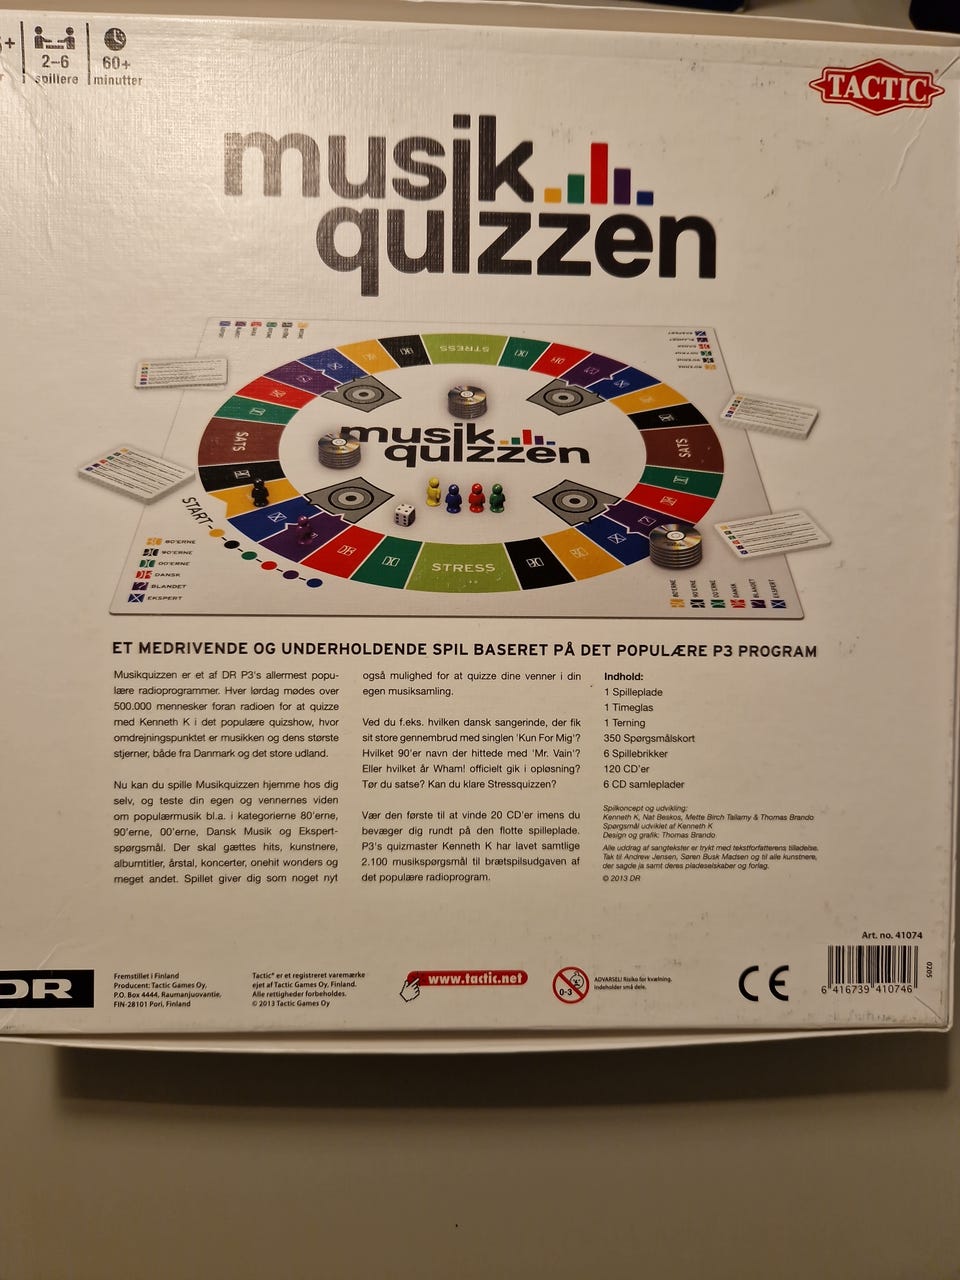 2–6
spillere
60+
minutter
TACTIC
musik
quizzen
STRESS
SATS
musik
quizzen
SATS
START
STRESS
80'ERNE
90'ERNE
00'ERNE
DANSK
BLANDET
EKSPERT
80'ERNE
90'ERNE
00'ERNE
DANSK
BLANDET
EKSPERT
ET MEDRIVENDE OG UNDERHOLDENDE SPIL BASERET PÅ DET POPULÆRE P3 PROGRAM
Musikquizzen er et af DR P3's allermest popu-
lære radioprogrammer. Hver lørdag mødes over
500.000 mennesker foran radioen for at quizze
med Kenneth K i det populære quizshow, hvor
omdrejningspunktet er musikken og dens største
stjerner, både fra Danmark og det store udland.
Nu kan du spille Musikquizzen hjemme hos dig
selv, og teste din egen og vennernes viden
om populærmusik bl.a. i kategorierne 80'erne,
90'erne, 00'erne, Dansk Musik og Ekspert-
spørgsmål. Der skal gættes hits, kunstnere,
albumtitler, årstal, koncerter, onehit wonders og
meget andet. Spillet giver dig som noget nyt
også mulighed for at quizze dine venner i din
egen musiksamling.
Ved du f.eks. hvilken dansk sangerinde, der fik
sit store gennembrud med singlen 'Kun For Mig'?
Hvilket 90'er navn der hittede med 'Mr. Vain'?
Eller hvilket år Wham! officielt gik i opløsning?
Tør du satse? Kan du klare Stressquizzen?
Vær den første til at vinde 20 CD'er imens du
bevæger dig rundt på den flotte spilleplade.
P3's quizmaster Kenneth K har lavet samtlige
2.100 musikspørgsmål til brætspilsudgaven af
det populære radioprogram.
Indhold:
1 Spilleplade
1 Timeglas
1 Terning
350 Spørgsmålskort
6 Spillebrikker
120 CD'er
6 CD samleplader
Spilkoncept og udvikling:
Kenneth K, Nat Beskos, Mette Birch Tallamy & Thomas Brando
Spørgsmål udviklet af Kenneth K
Design og grafik: Thomas Brando
Alle uddrag af sangtekster er trykt med tekstforfatterens tilladelse.
Tak til Andrew Jensen, Søren Busk Madsen og til alle kunstnere,
der sagde ja samt deres pladeselskaber og forlag.
© 2013 DR
Art. no. 41074
DR
Fremstillet i Finland
Producent: Tactic Games Oy,
P.O. Box 4444, Raumanjuovantie,
FIN-28101 Pori, Finland
Tactic® er et registreret varemærke
ejet af Tactic Games Oy, Finland.
Alle rettigheder forbeholdes.
© 2013 Tactic Games Oy
www.tactic.net
0-3
ADVARSEL! Risiko for kvælning.
Indeholder små dele.
CE
6 416739 410746
0205